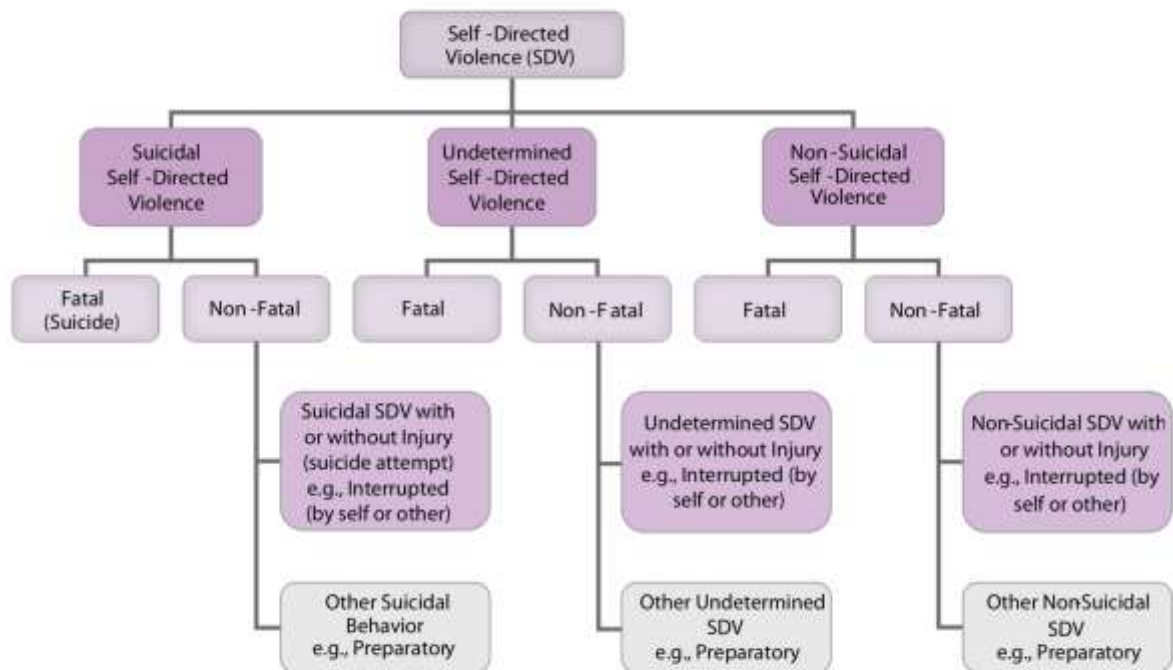 Self -Directed
Violence (SDV)
Suicidal
Self -Directed
Violence
Undetermined
Self -Directed
Violence
Non -Suicidal
Self -Directed
Violence
Fatal
(Suicide)
Non -Fatal
Fatal
Non -Fatal
Fatal
Non -Fatal
Suicidal SDV with
or without Injury
(suicide attempt)
e.g., Interrupted
(by self or other)
Undetermined SDV
with or without Injury
e.g., Interrupted (by
self or other)
Non-Suicidal SDV with
or without Injury
e.g., Interrupted (by
self or other)
Other Suicidal
Behavior
e.g., Preparatory
Other Undetermined
SDV
e.g., Preparatory
Other Non-Suicidal
SDV
e.g., Preparatory